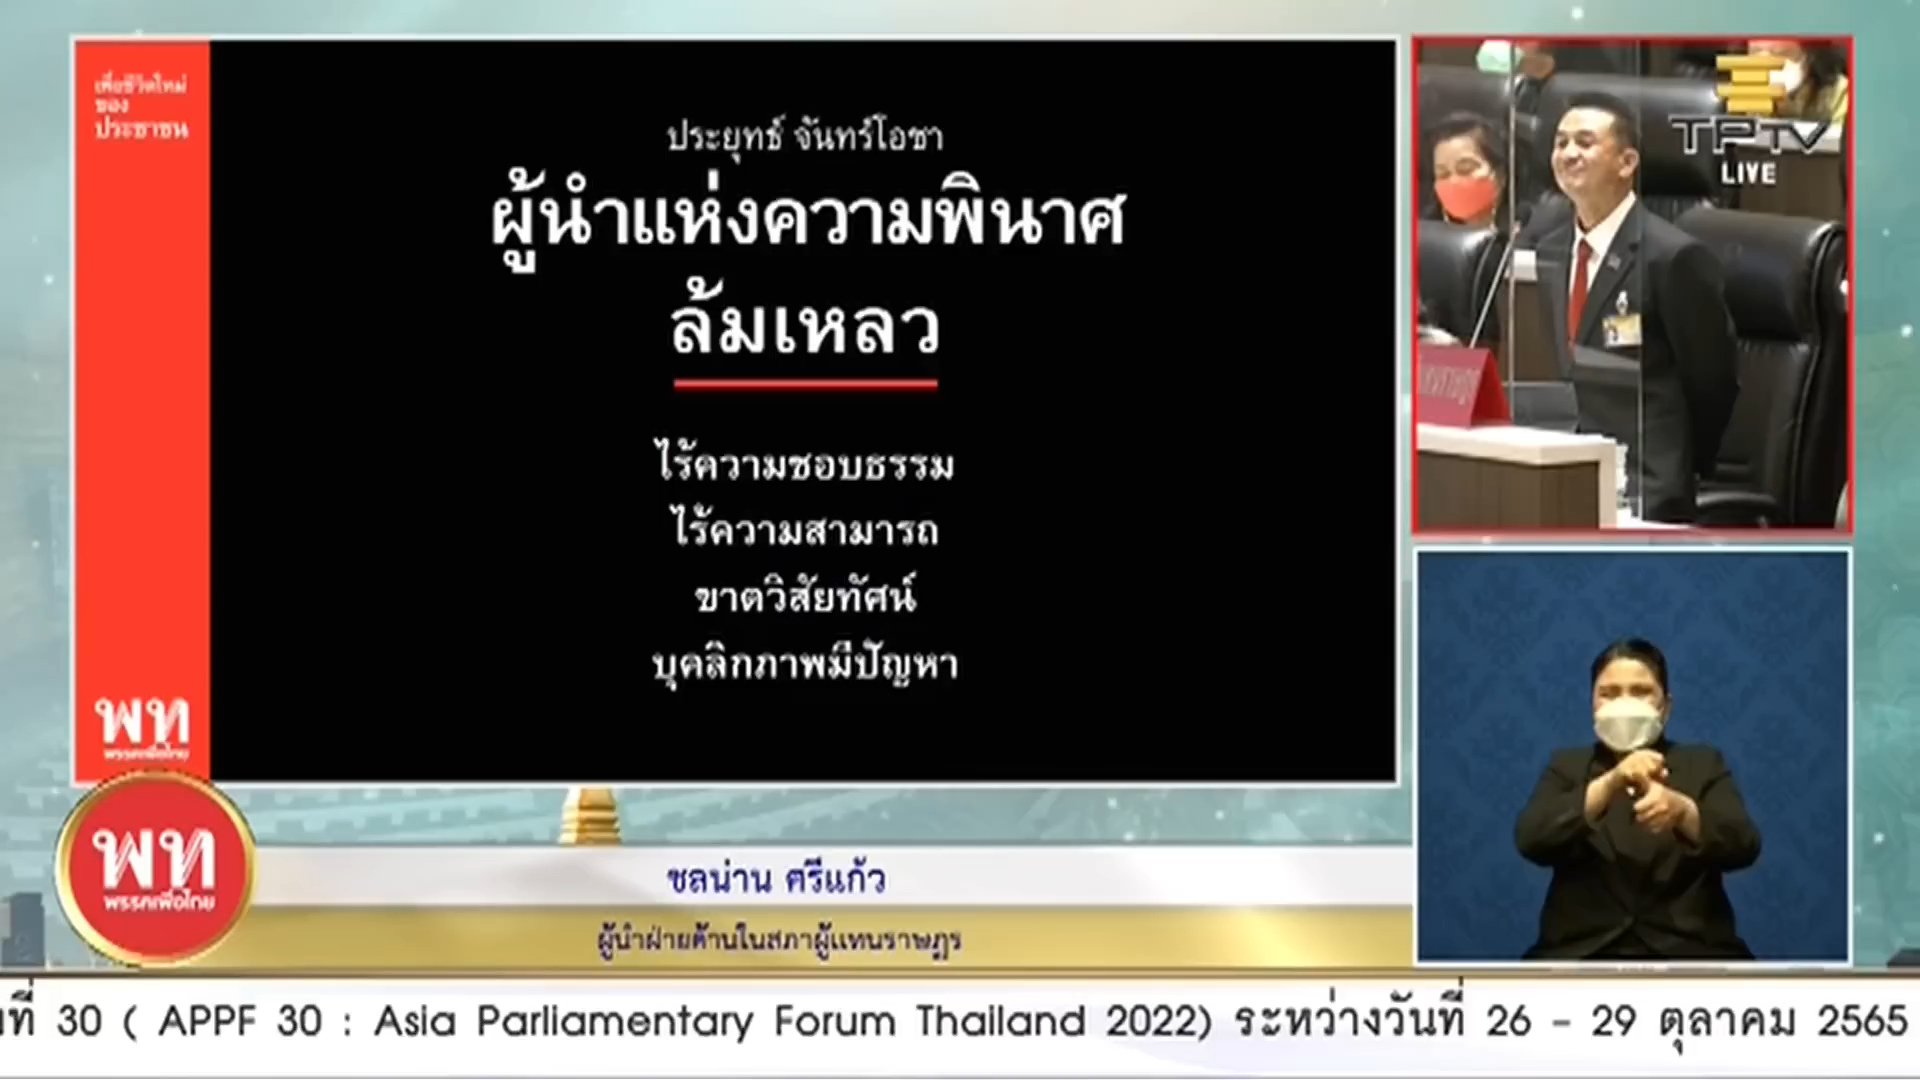 เพื่อชีวิตใหม่
ของ
ประชาชน
พท
พรรคเพื่อไทย
ประยุทธ์ จันทร์โอชา
ผู้นำแห่งความพินาศ
ล้มเหลว
ไร้ความชอบธรรม
ไร้ความสามารถ
ขาดวิสัยทัศน์
บุคลิกภาพมีปัญหา
TPTV
LIVE
พท
พรรคเพื่อไทย
ชลน่าน ศรีแก้ว
ผู้นำฝ่ายค้านในสภาผู้แทนราษฎร
ที่ 30 ( APPF 30 : Asia Parliamentary Forum Thailand 2022) ระหว่างวันที่ 26 - 29 ตุลาคม 2565